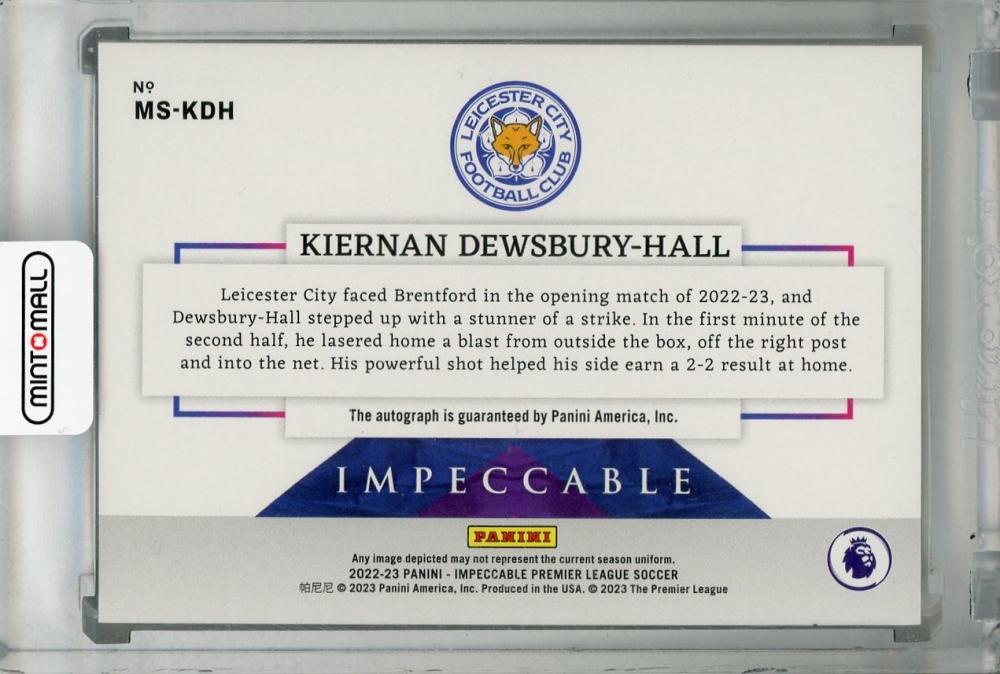 Nº
MS-KDH
LEICESTER CITY
FOOTBALL CLUB
KIERNAN DEWSBURY-HALL
Leicester City faced Brentford in the opening match of 2022-23, and
Dewsbury-Hall stepped up with a stunner of a strike. In the first minute of the
second half, he lasered home a blast from outside the box, off the right post
and into the net. His powerful shot helped his side earn a 2-2 result at home.
The autograph is guaranteed by Panini America, Inc.
MINTOMALL
IMPECCABLE
PANINI
Any image depicted may not represent the current season uniform.
2022-23 PANINI - IMPECCABLE PREMIER LEAGUE SOCCER
帕尼尼 © 2023 Panini America, Inc. Produced in the USA. © 2023 The Premier League